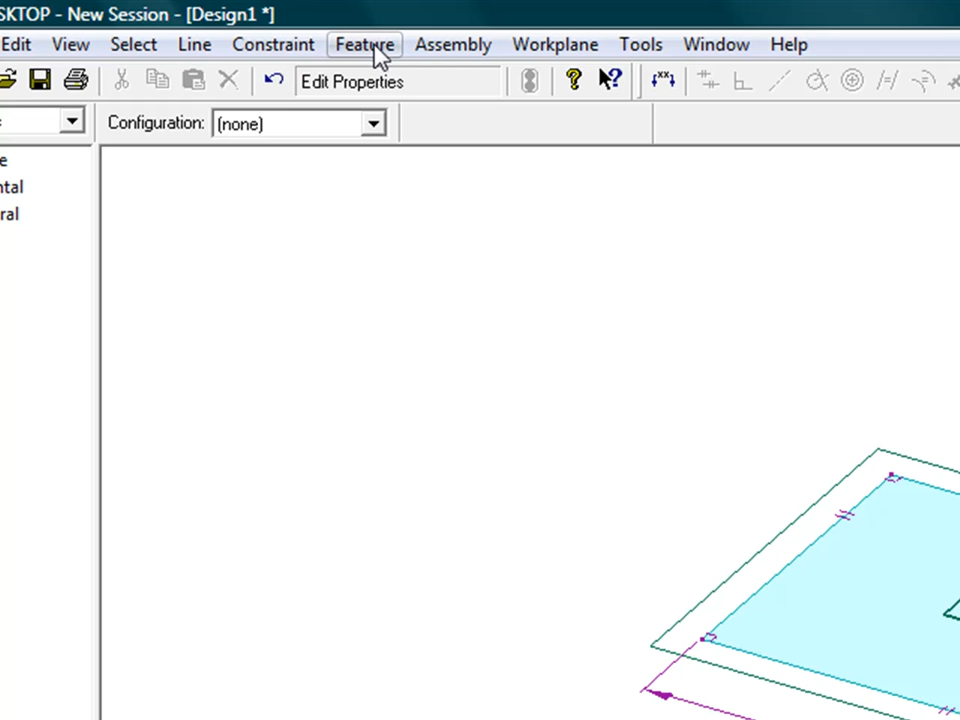 SKTOP - New Session - [Design1 *]
Edit View Select Line Constraint Feature Assembly Workplane Tools Window Help
Edit Properties
Configuration: (none)
e
ntal
ral